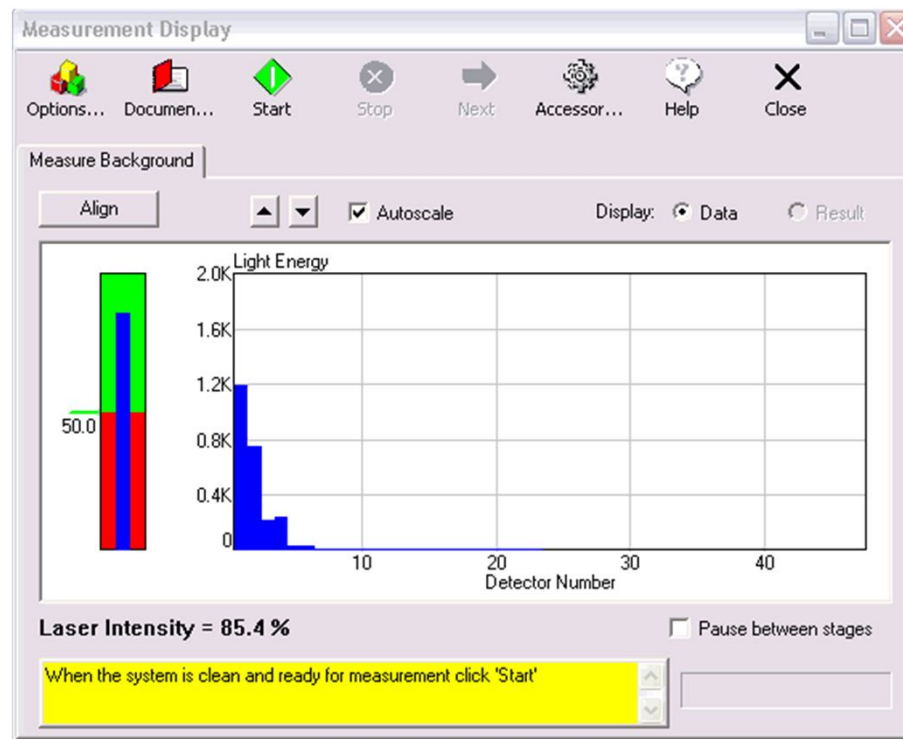 Measurement Display
Options... Documen... Start Stop Next Accessor... Help Close
Measure Background
Align Autoscale Display: Data Result
Light Energy
2.0K
1.6K
1.2K
50.0
0.8K
0.4K
0
10 20 30 40
Detector Number
Laser Intensity = 85.4 % Pause between stages
When the system is clean and ready for measurement click 'Start'